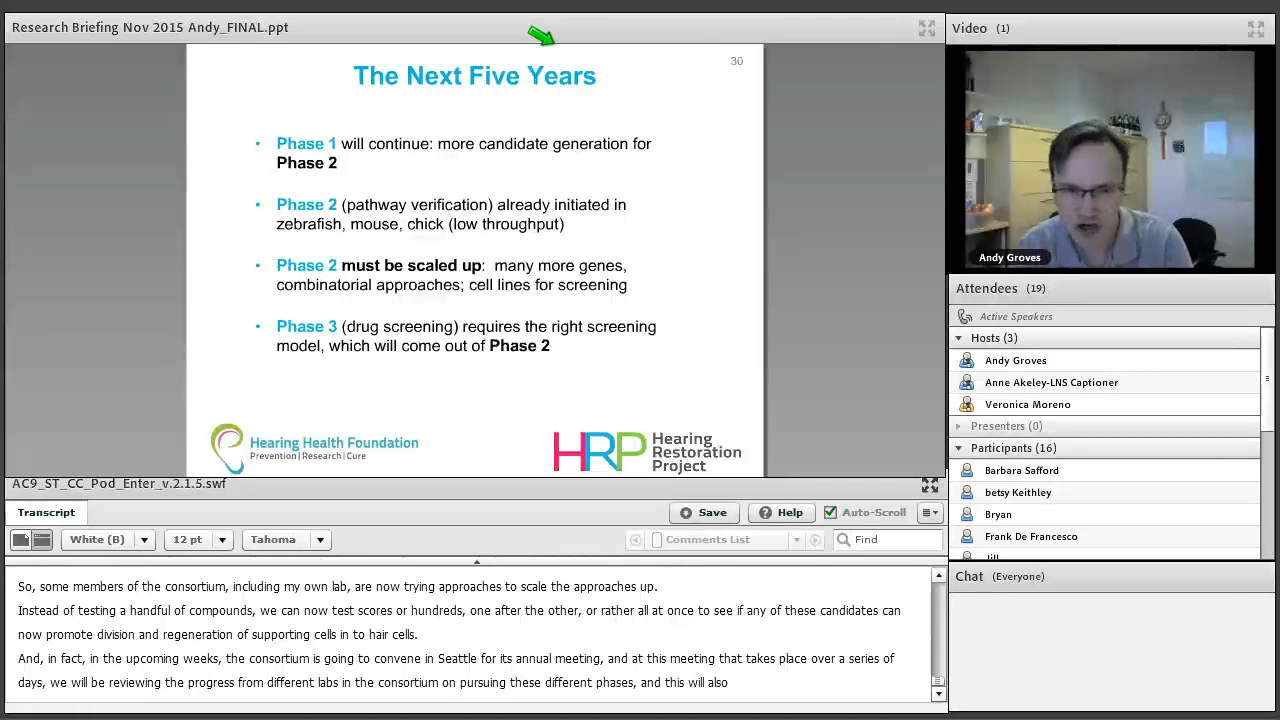 Research Briefing Nov 2015 Andy_FINAL.ppt
30
The Next Five Years
• Phase 1 will continue: more candidate generation for
Phase 2
• Phase 2 (pathway verification) already initiated in
zebrafish, mouse, chick (low throughput)
• Phase 2 must be scaled up:  many more genes,
combinatorial approaches; cell lines for screening
• Phase 3 (drug screening) requires the right screening
model, which will come out of Phase 2
Hearing Health Foundation
Prevention|Research|Cure
HRP Hearing
Restoration
Project
Video (1)
Andy Groves
Attendees (19)
Active Speakers
Hosts (3)
Andy Groves
Anne Akeley-LNS Captioner
Veronica Moreno
Presenters (0)
Participants (16)
Barbara Safford
betsy Keithley
Bryan
Frank De Francesco
Chat (Everyone)
AC9_ST_CC_Pod_Enter_v.2.1.5.swf
Transcript
Save
Help
Auto-Scroll
White (B)
12 pt
Tahoma
Comments List
Find
So, some members of the consortium, including my own lab, are now trying approaches to scale the approaches up.
Instead of testing a handful of compounds, we can now test scores or hundreds, one after the other, or rather all at once to see if any of these candidates can
now promote division and regeneration of supporting cells in to hair cells.
And, in fact, in the upcoming weeks, the consortium is going to convene in Seattle for its annual meeting, and at this meeting that takes place over a series of
days, we will be reviewing the progress from different labs in the consortium on pursuing these different phases, and this will also